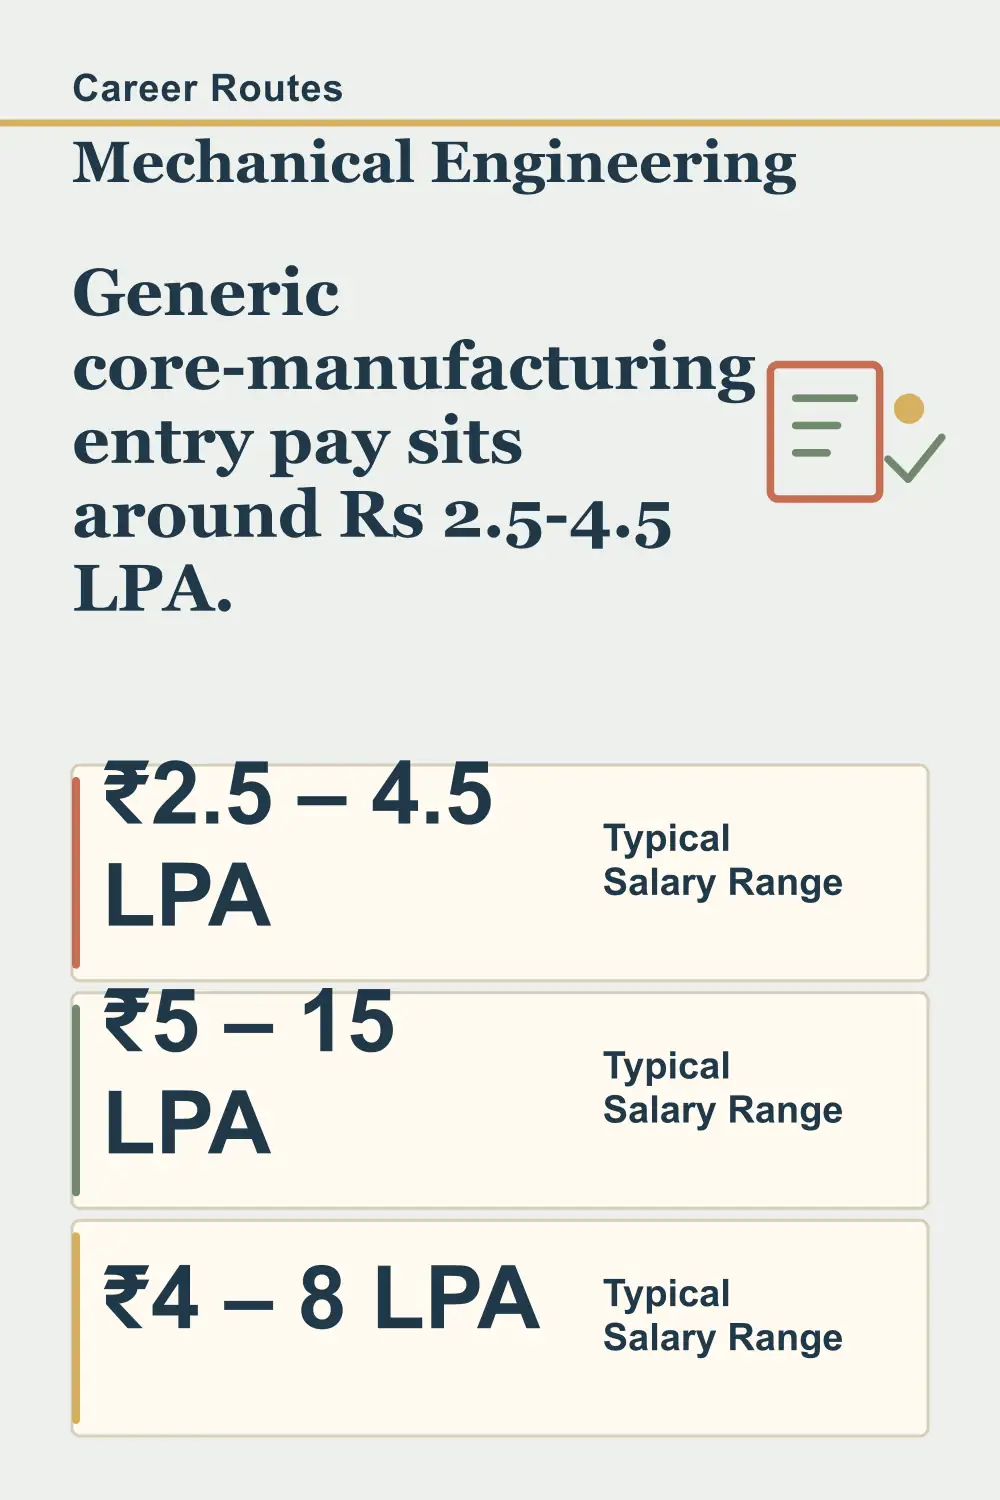 Career Routes
Mechanical Engineering
Generic
core-manufacturing
entry pay sits
around Rs 2.5-4.5
LPA.
₹2.5 – 4.5
LPA
Typical
Salary Range
₹5 – 15
LPA
Typical
Salary Range
₹4 – 8 LPA
Typical
Salary Range